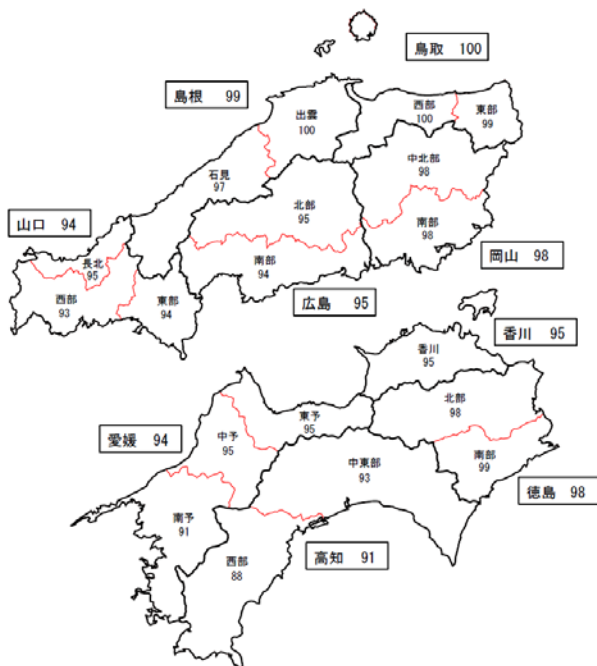 鳥取 100
島根 99
出雲
100
西部
100
東部
99
石見
97
中北部
98
北部
95
南部
98
山口 94
長北
95
南部
94
岡山 98
西部
93
東部
94
広島 95
香川 95
香川
95
北部
98
東予
95
愛媛 94
中予
95
中東部
93
南部
99
徳島 98
南予
91
西部
88
高知 91